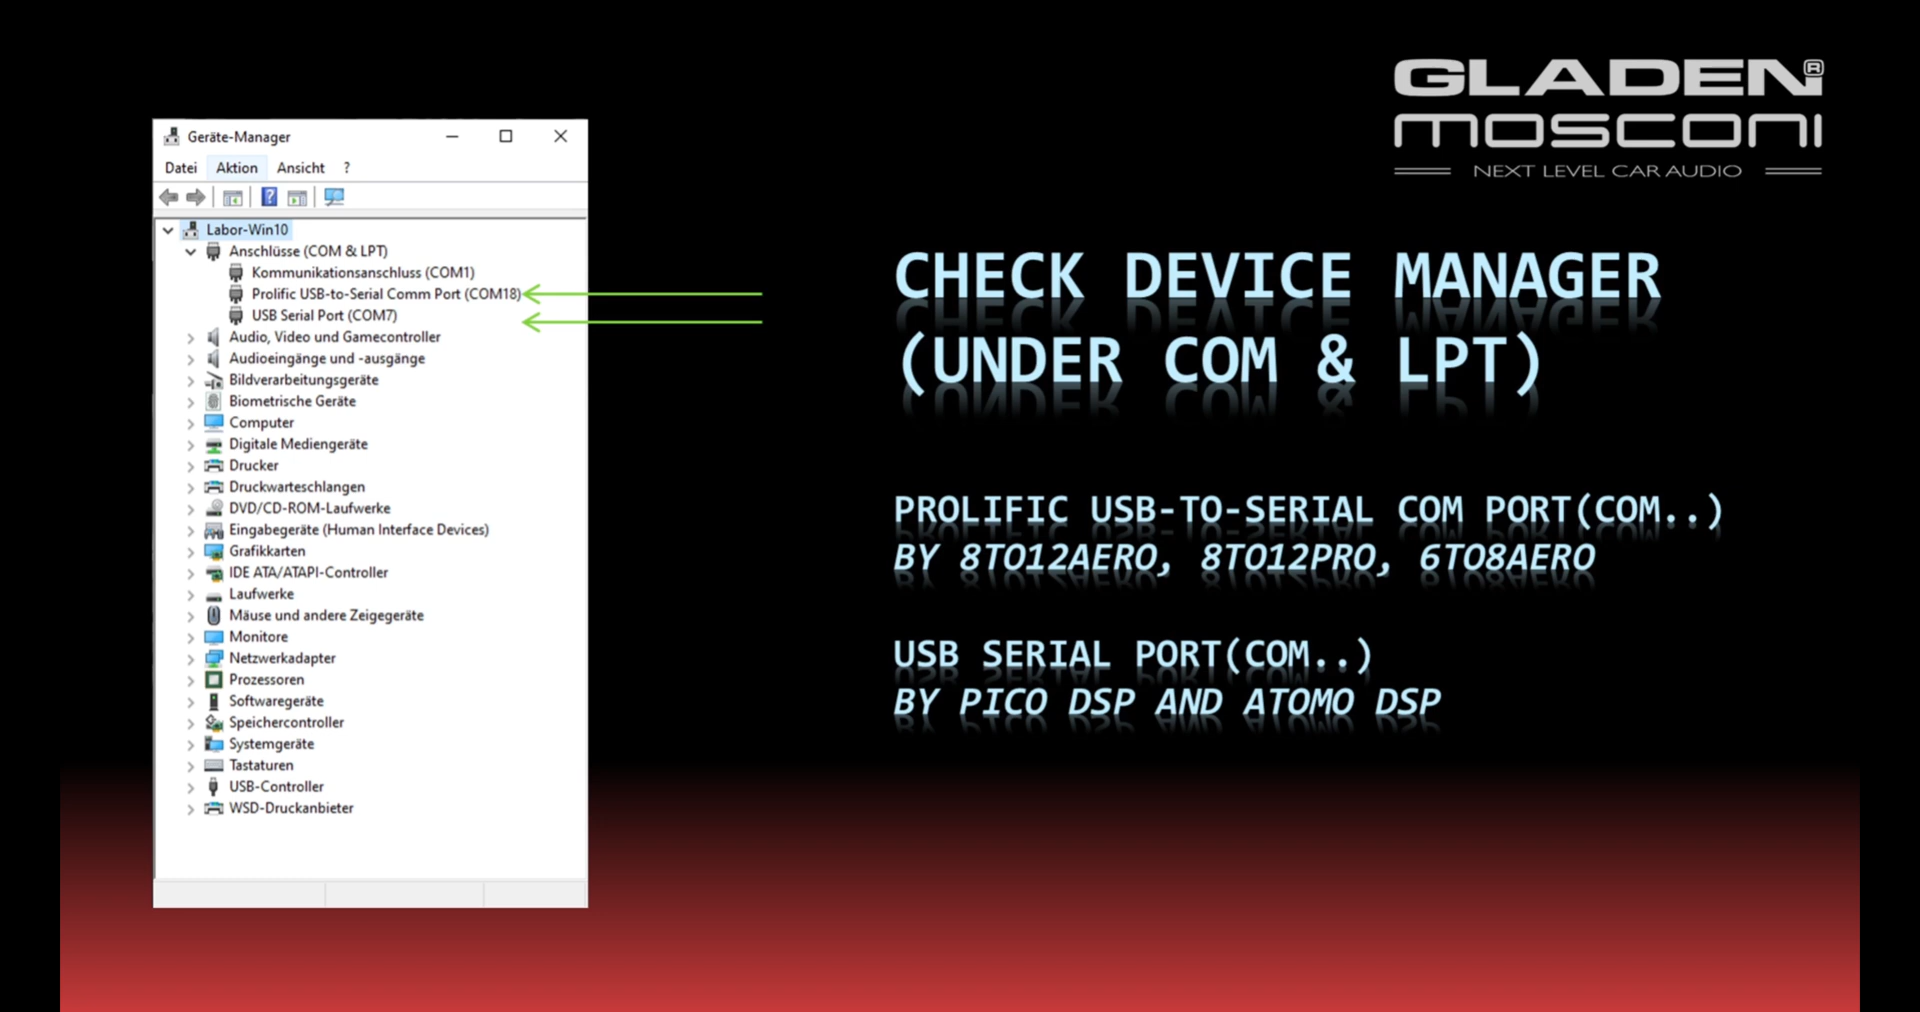 GLADEN®
MOSCONI
NEXT LEVEL CAR AUDIO
Geräte-Manager
Datei Aktion Ansicht ?
Labor-Win10
Anschlüsse (COM & LPT)
Kommunikationsanschluss (COM1)
Prolific USB-to-Serial Comm Port (COM18)
USB Serial Port (COM7)
Audio, Video und Gamecontroller
Audioeingänge und -ausgänge
Bildverarbeitungsgeräte
Biometrische Geräte
Computer
Digitale Mediengeräte
Drucker
Druckwarteschlangen
DVD/CD-ROM-Laufwerke
Eingabegeräte (Human Interface Devices)
Grafikkarten
IDE ATA/ATAPI-Controller
Laufwerke
Mäuse und andere Zeigegeräte
Monitore
Netzwerkadapter
Prozessoren
Softwaregeräte
Speichercontroller
Systemgeräte
Tastaturen
USB-Controller
WSD-Druckanbieter
CHECK DEVICE MANAGER
(UNDER COM & LPT)
PROLIFIC USB-TO-SERIAL COM PORT(COM..)
BY 8TO12AERO, 8TO12PRO, 6TO8AERO
USB SERIAL PORT(COM..)
BY PICO DSP AND ATOMO DSP